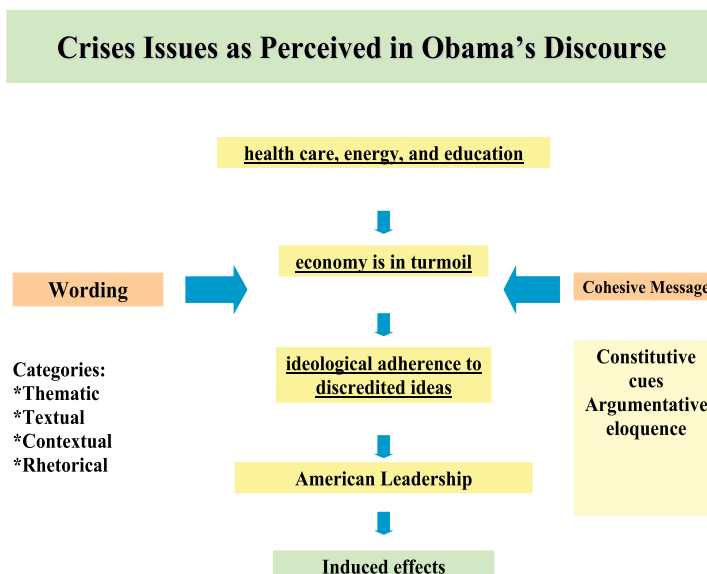 Crises Issues as Perceived in Obama’s Discourse
health care, energy, and education
economy is in turmoil
Wording
Cohesive Message
ideological adherence to
discredited ideas
Categories:
*Thematic
*Textual
*Contextual
*Rhetorical
Constitutive
cues
Argumentative
eloquence
American Leadership
Induced effects